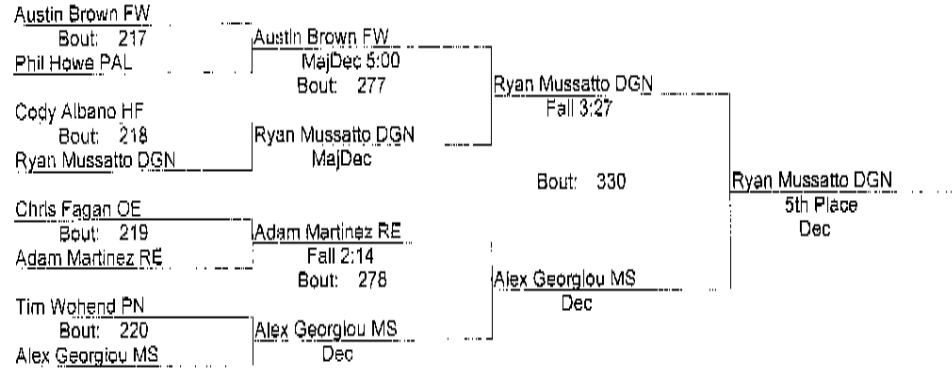 Austin Brown FW
Bout: 217
Phil Howe PAL
Cody Albano HF
Bout: 218
Ryan Mussatto DGN
Chris Fagan OE
Bout: 219
Adam Martinez RE
Tim Wohend PN
Bout: 220
Alex Georgiou MS
Austin Brown FW
MajDec 5:00
Bout: 277
Ryan Mussatto DGN
MajDec
Adam Martinez RE
Fall 2:14
Bout: 278
Alex Georgiou MS
Dec
Ryan Mussatto DGN
Fall 3:27
Bout: 330
Alex Georgiou MS
Dec
Ryan Mussatto DGN
5th Place
Dec